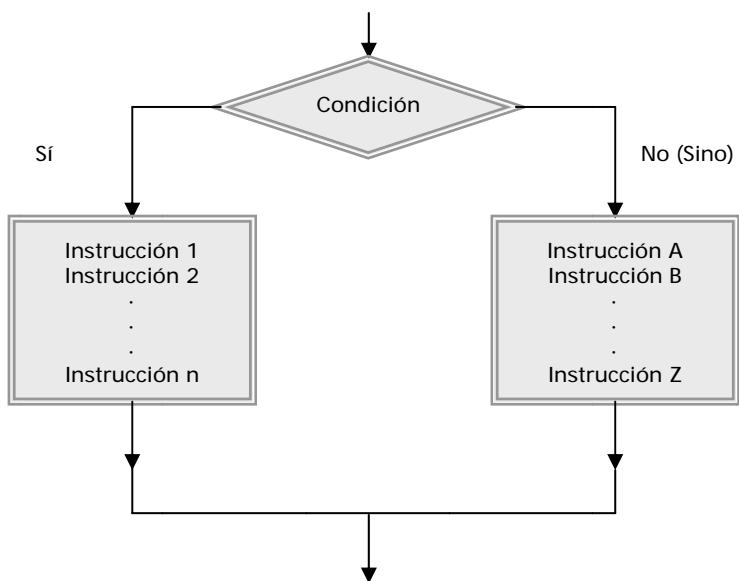 Condición
Sí
No (Sino)
Instrucción 1
Instrucción 2
.
.
.
Instrucción n
Instrucción A
Instrucción B
.
.
.
Instrucción Z